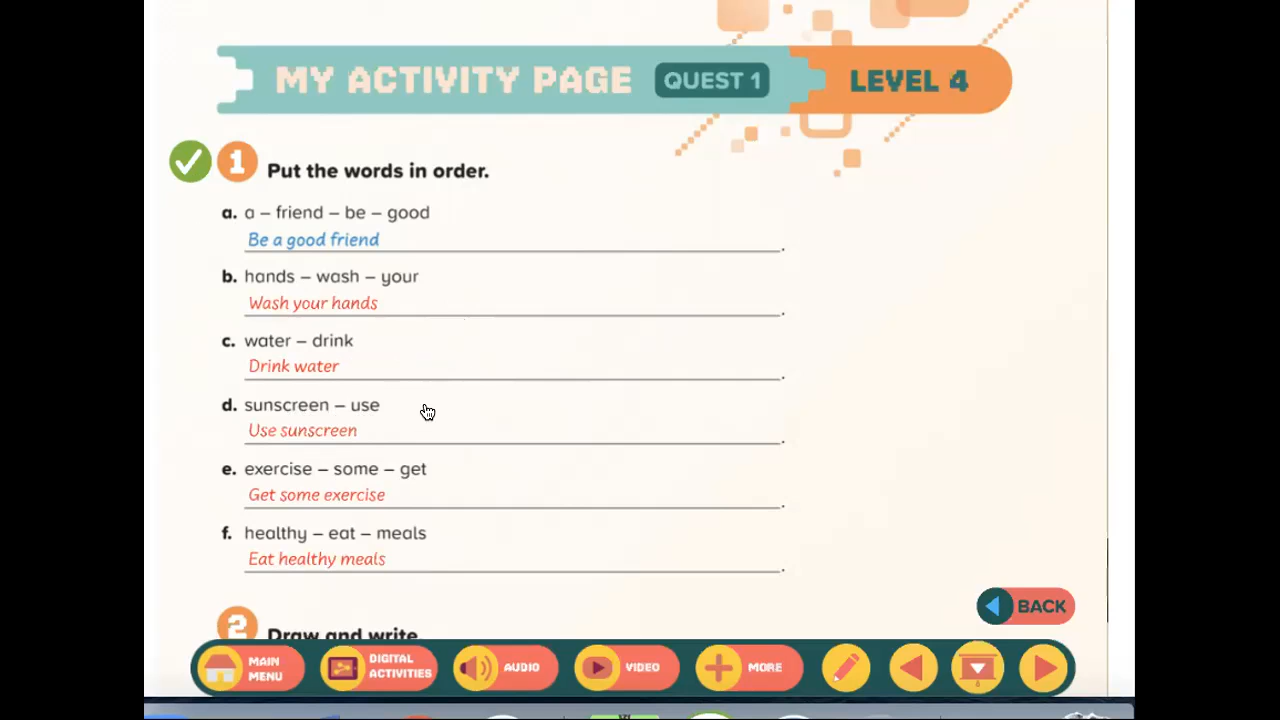 MY ACTIVITY PAGE QUEST 1 LEVEL 4
1 Put the words in order.
a. a – friend – be – good
Be a good friend.
b. hands – wash – your
Wash your hands.
c. water – drink
Drink water.
d. sunscreen – use
Use sunscreen.
e. exercise – some – get
Get some exercise.
f. healthy – eat – meals
Eat healthy meals.
BACK
2 Draw and write.
MAIN MENU
DIGITAL ACTIVITIES
AUDIO
VIDEO
MORE